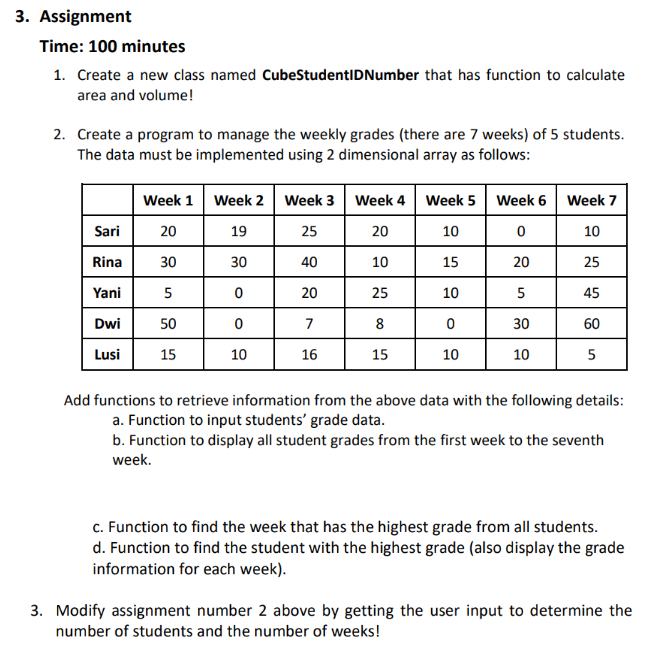 3. Assignment
Time: 100 minutes
1. Create a new class named CubeStudentIDNumber that has function to calculate
area and volume!
2. Create a program to manage the weekly grades (there are 7 weeks) of 5 students.
The data must be implemented using 2 dimensional array as follows:
Week 1 Week 2 Week 3 Week 4 Week 5 Week 6 Week 7
Sari 20 19 25 20 10 0 10
Rina 30 30 40 10 15 20 25
Yani 5 0 20 25 10 5 45
Dwi 50 0 7 8 0 30 60
Lusi 15 10 16 15 10 10 5
Add functions to retrieve information from the above data with the following details:
a. Function to input students’ grade data.
b. Function to display all student grades from the first week to the seventh
week.
c. Function to find the week that has the highest grade from all students.
d. Function to find the student with the highest grade (also display the grade
information for each week).
3. Modify assignment number 2 above by getting the user input to determine the
number of students and the number of weeks!